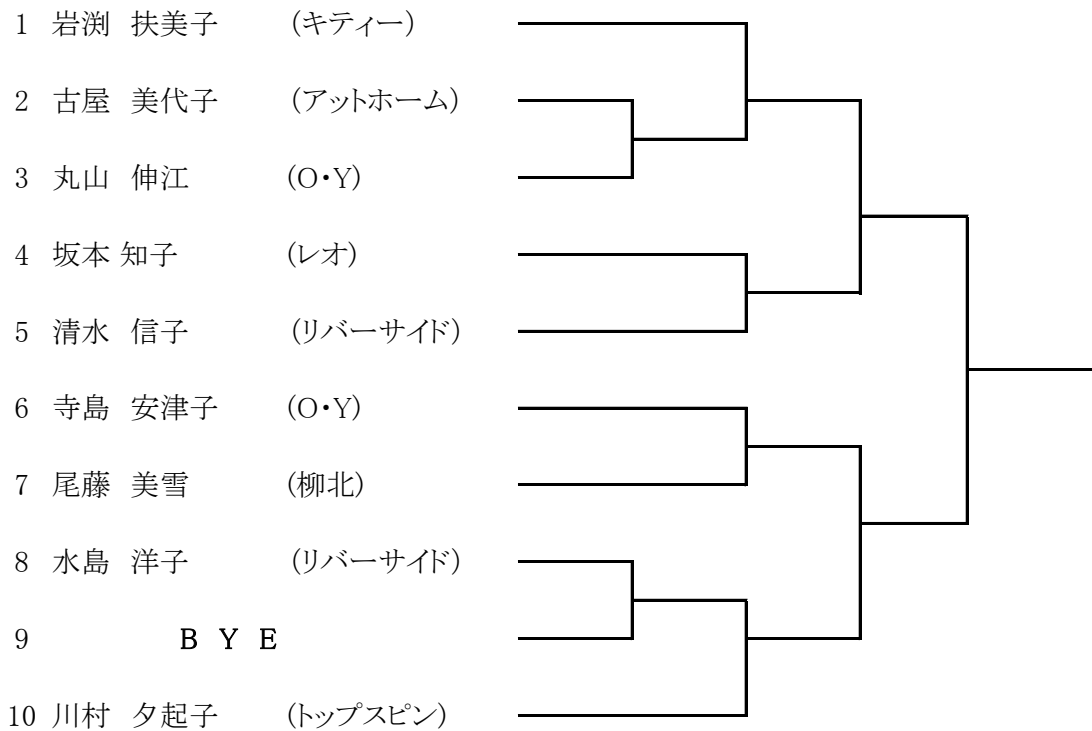 1 岩渕 扶美子 (キティー)
2 古屋 美代子 (アットホーム)
3 丸山 伸江 (O・Y)
4 坂本 知子 (レオ)
5 清水 信子 (リバーサイド)
6 寺島 安津子 (O・Y)
7 尾藤 美雪 (柳北)
8 水島 洋子 (リバーサイド)
9 B Y E
10 川村 夕起子 (トップスピン)